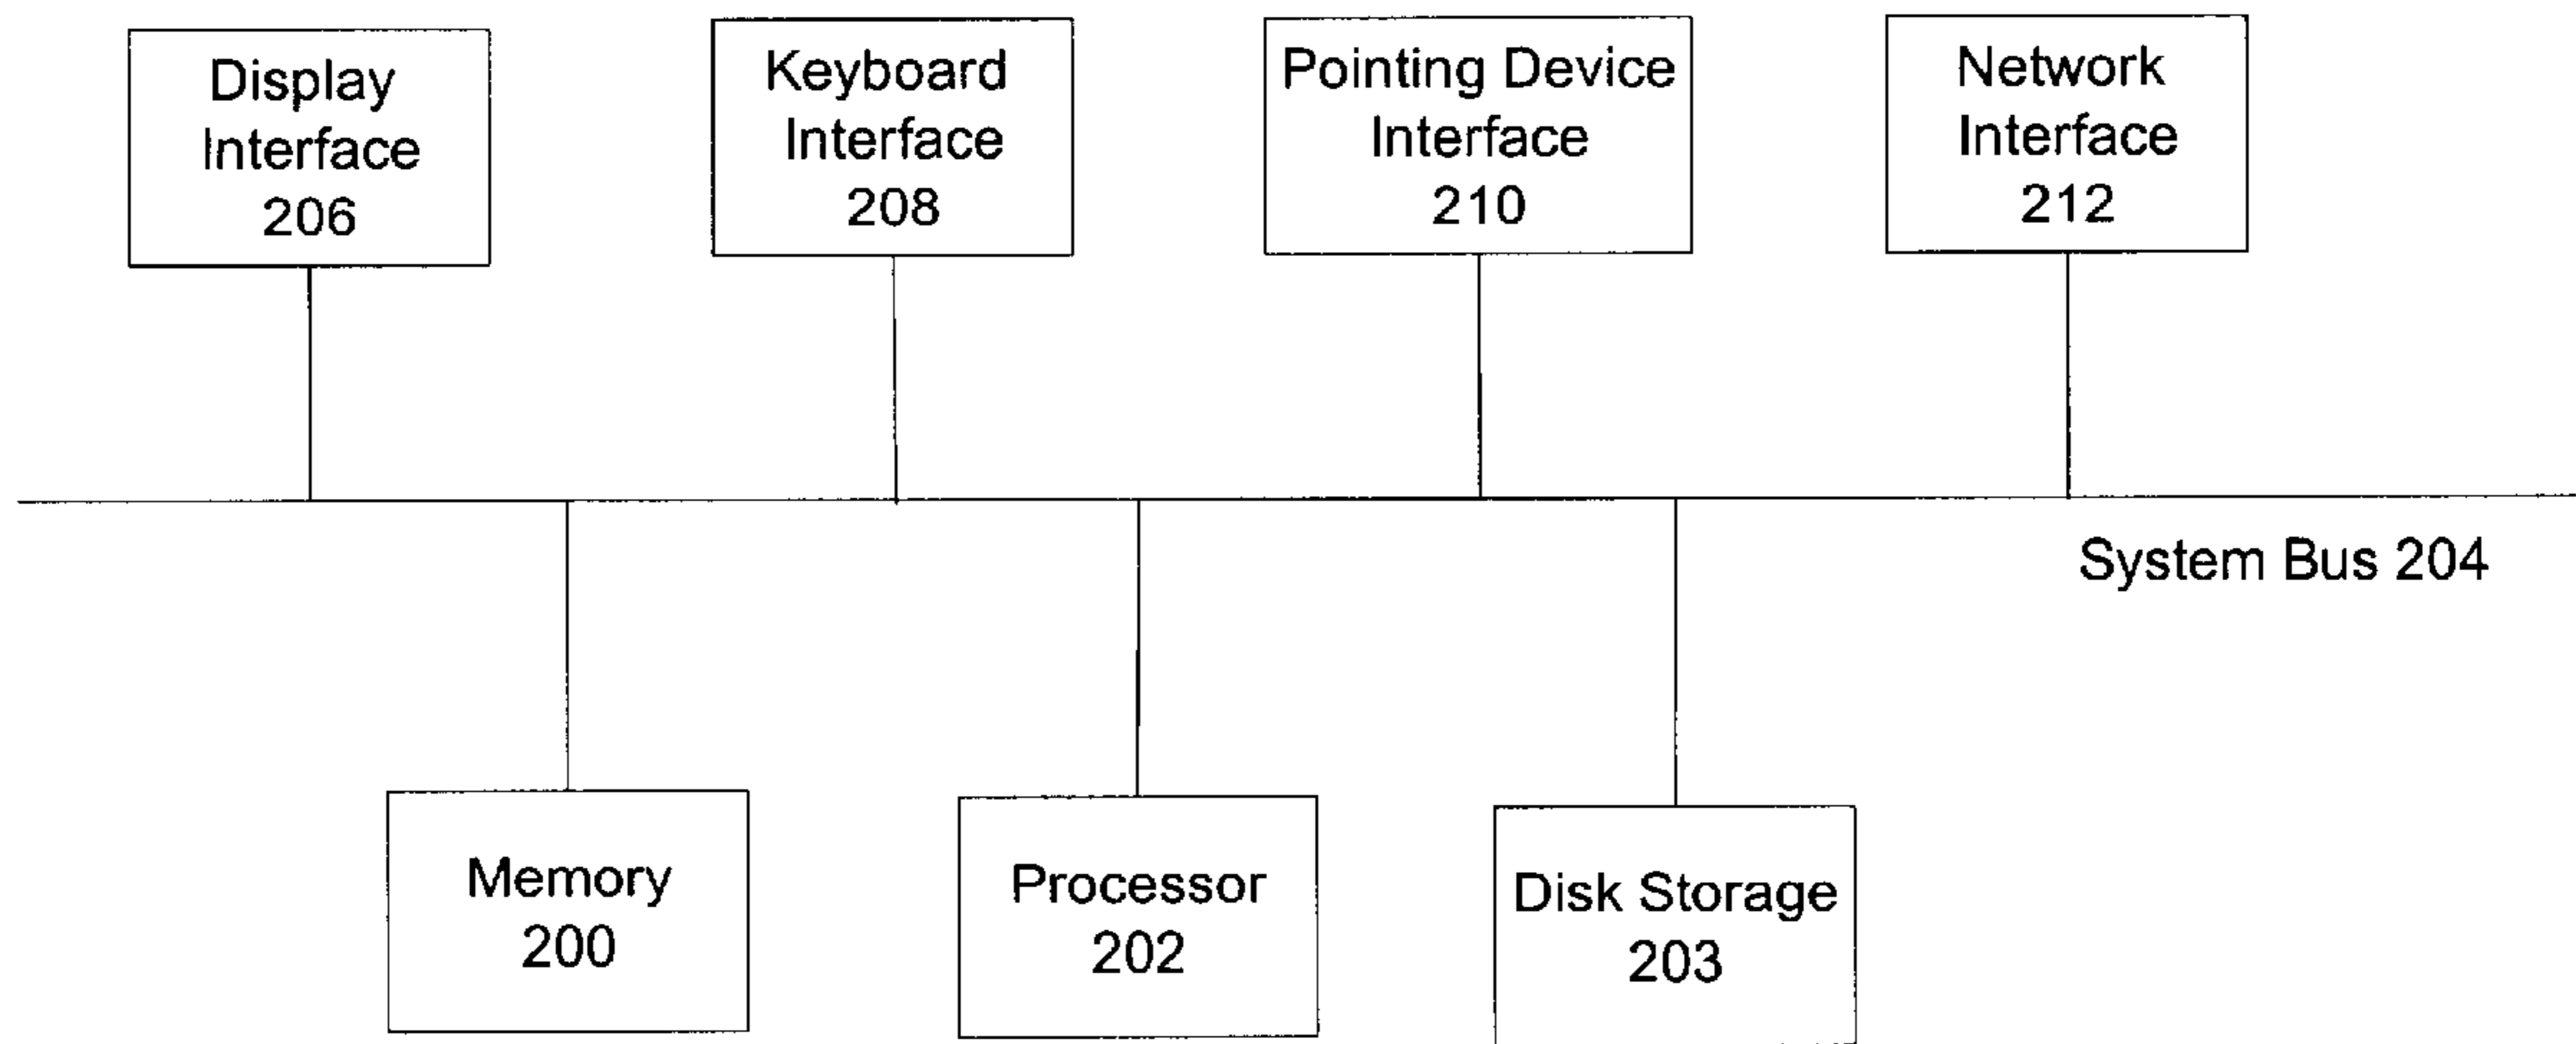 Display
Interface
206
Keyboard
Interface
208
Pointing Device
Interface
210
Network
Interface
212
System Bus 204
Memory
200
Processor
202
Disk Storage
203